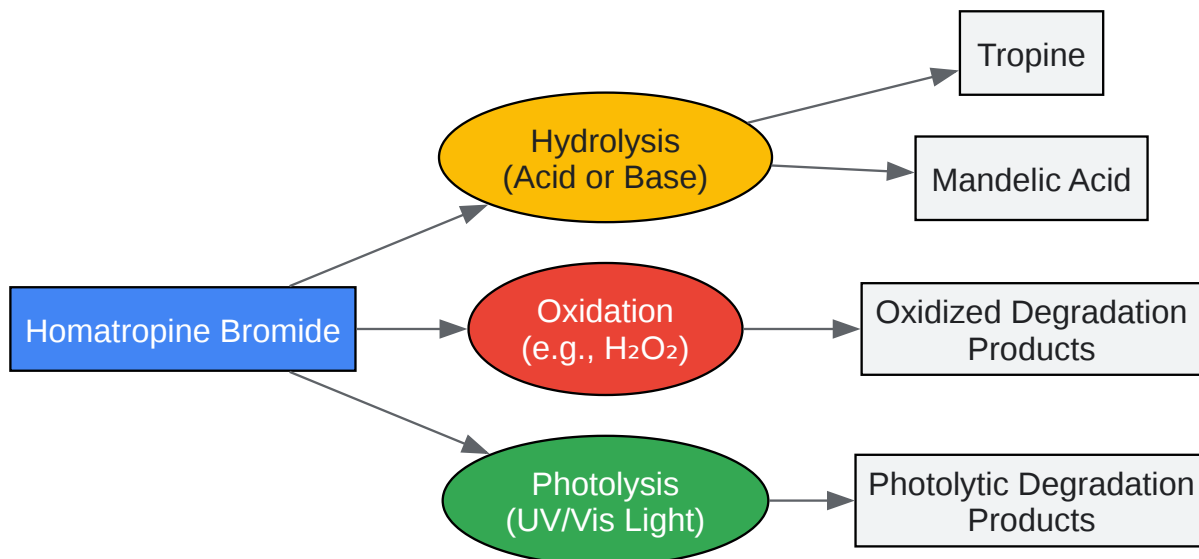 Homatropine Bromide
Hydrolysis
(Acid or Base)
Tropine
Mandelic Acid
Oxidation
(e.g., H₂O₂)
Oxidized Degradation
Products
Photolysis
(UV/Vis Light)
Photolytic Degradation
Products